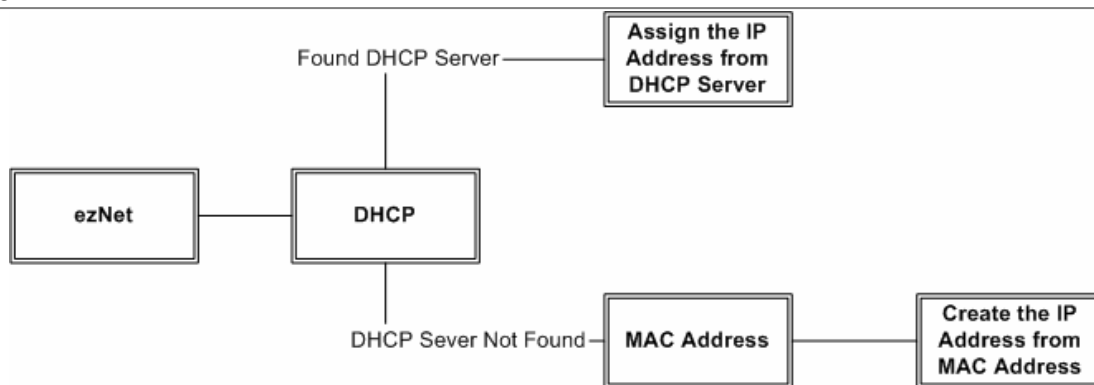 Found DHCP Server
Assign the IP
Address from
DHCP Server
ezNet
DHCP
DHCP Sever Not Found
MAC Address
Create the IP
Address from
MAC Address